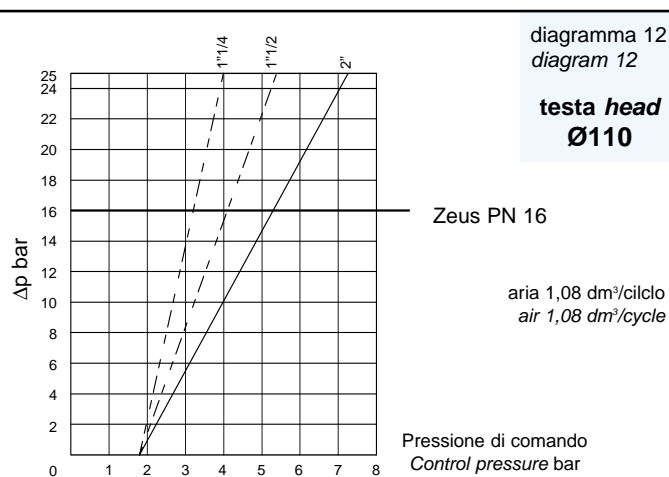 diagramma 12
diagram 12
testa head
Ø110
1"1/4
1"1/2
2"
25
24
22
20
18
16
14
12
10
8
6
4
2
0
1
2
3
4
5
6
7
8
Δp bar
Zeus PN 16
aria 1,08 dm³/cilclo
air 1,08 dm³/cycle
Pressione di comando
Control pressure bar